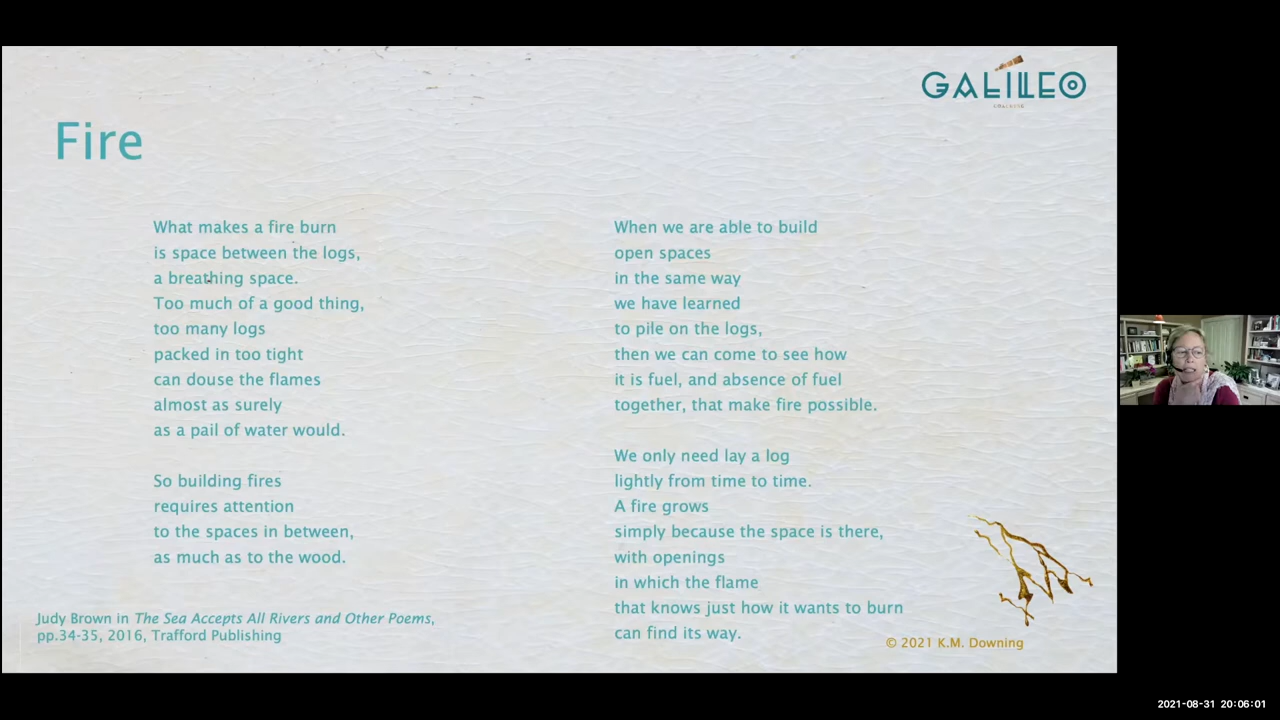 GALILEO
COACHING
Fire
What makes a fire burn
is space between the logs,
a breathing space.
Too much of a good thing,
too many logs
packed in too tight
can douse the flames
almost as surely
as a pail of water would.
So building fires
requires attention
to the spaces in between,
as much as to the wood.
When we are able to build
open spaces
in the same way
we have learned
to pile on the logs,
then we can come to see how
it is fuel, and absence of fuel
together, that make fire possible.
We only need lay a log
lightly from time to time.
A fire grows
simply because the space is there,
with openings
in which the flame
that knows just how it wants to burn
can find its way.
Judy Brown in The Sea Accepts All Rivers and Other Poems,
pp.34-35, 2016, Trafford Publishing
© 2021 K.M. Downing
2021-08-31 20:06:01